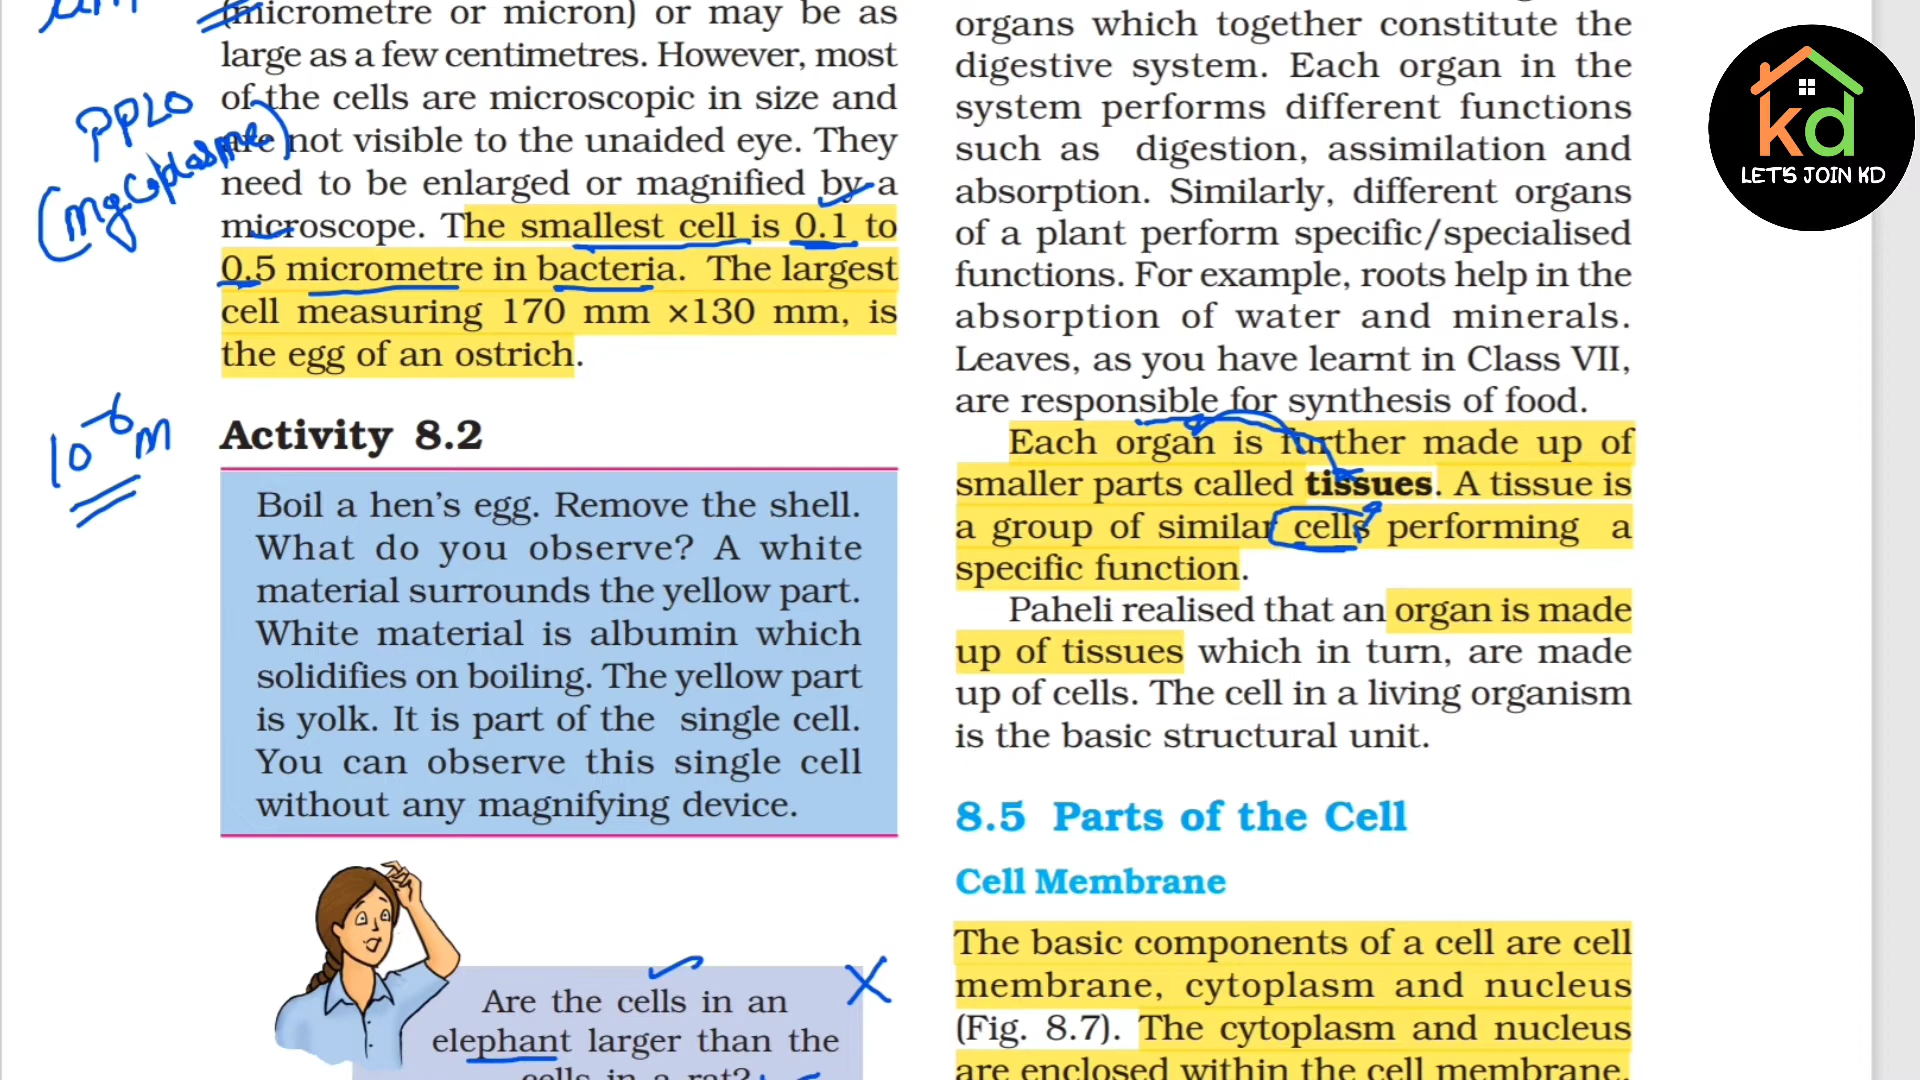 μm
(micrometre or micron) or may be as
large as a few centimetres. However, most
of the cells are microscopic in size and
are not visible to the unaided eye. They
need to be enlarged or magnified by a
microscope. The smallest cell is 0.1 to
0.5 micrometre in bacteria. The largest
cell measuring 170 mm ×130 mm, is
the egg of an ostrich.
PPLO
10⁻⁶ m
Activity 8.2
Boil a hen's egg. Remove the shell.
What do you observe? A white
material surrounds the yellow part.
White material is albumin which
solidifies on boiling. The yellow part
is yolk. It is part of the single cell.
You can observe this single cell
without any magnifying device.
Are the cells in an
elephant larger than the
cells in a rat?
organs which together constitute the
digestive system. Each organ in the
system performs different functions
such as digestion, assimilation and
absorption. Similarly, different organs
of a plant perform specific/specialised
functions. For example, roots help in the
absorption of water and minerals.
Leaves, as you have learnt in Class VII,
are responsible for synthesis of food.
Each organ is further made up of
smaller parts called tissues. A tissue is
a group of similar cells performing a
specific function.
Paheli realised that an organ is made
up of tissues which in turn, are made
up of cells. The cell in a living organism
is the basic structural unit.
8.5 Parts of the Cell
Cell Membrane
The basic components of a cell are cell
membrane, cytoplasm and nucleus
(Fig. 8.7). The cytoplasm and nucleus
are enclosed within the cell membrane.
kd
LET'S JOIN KD